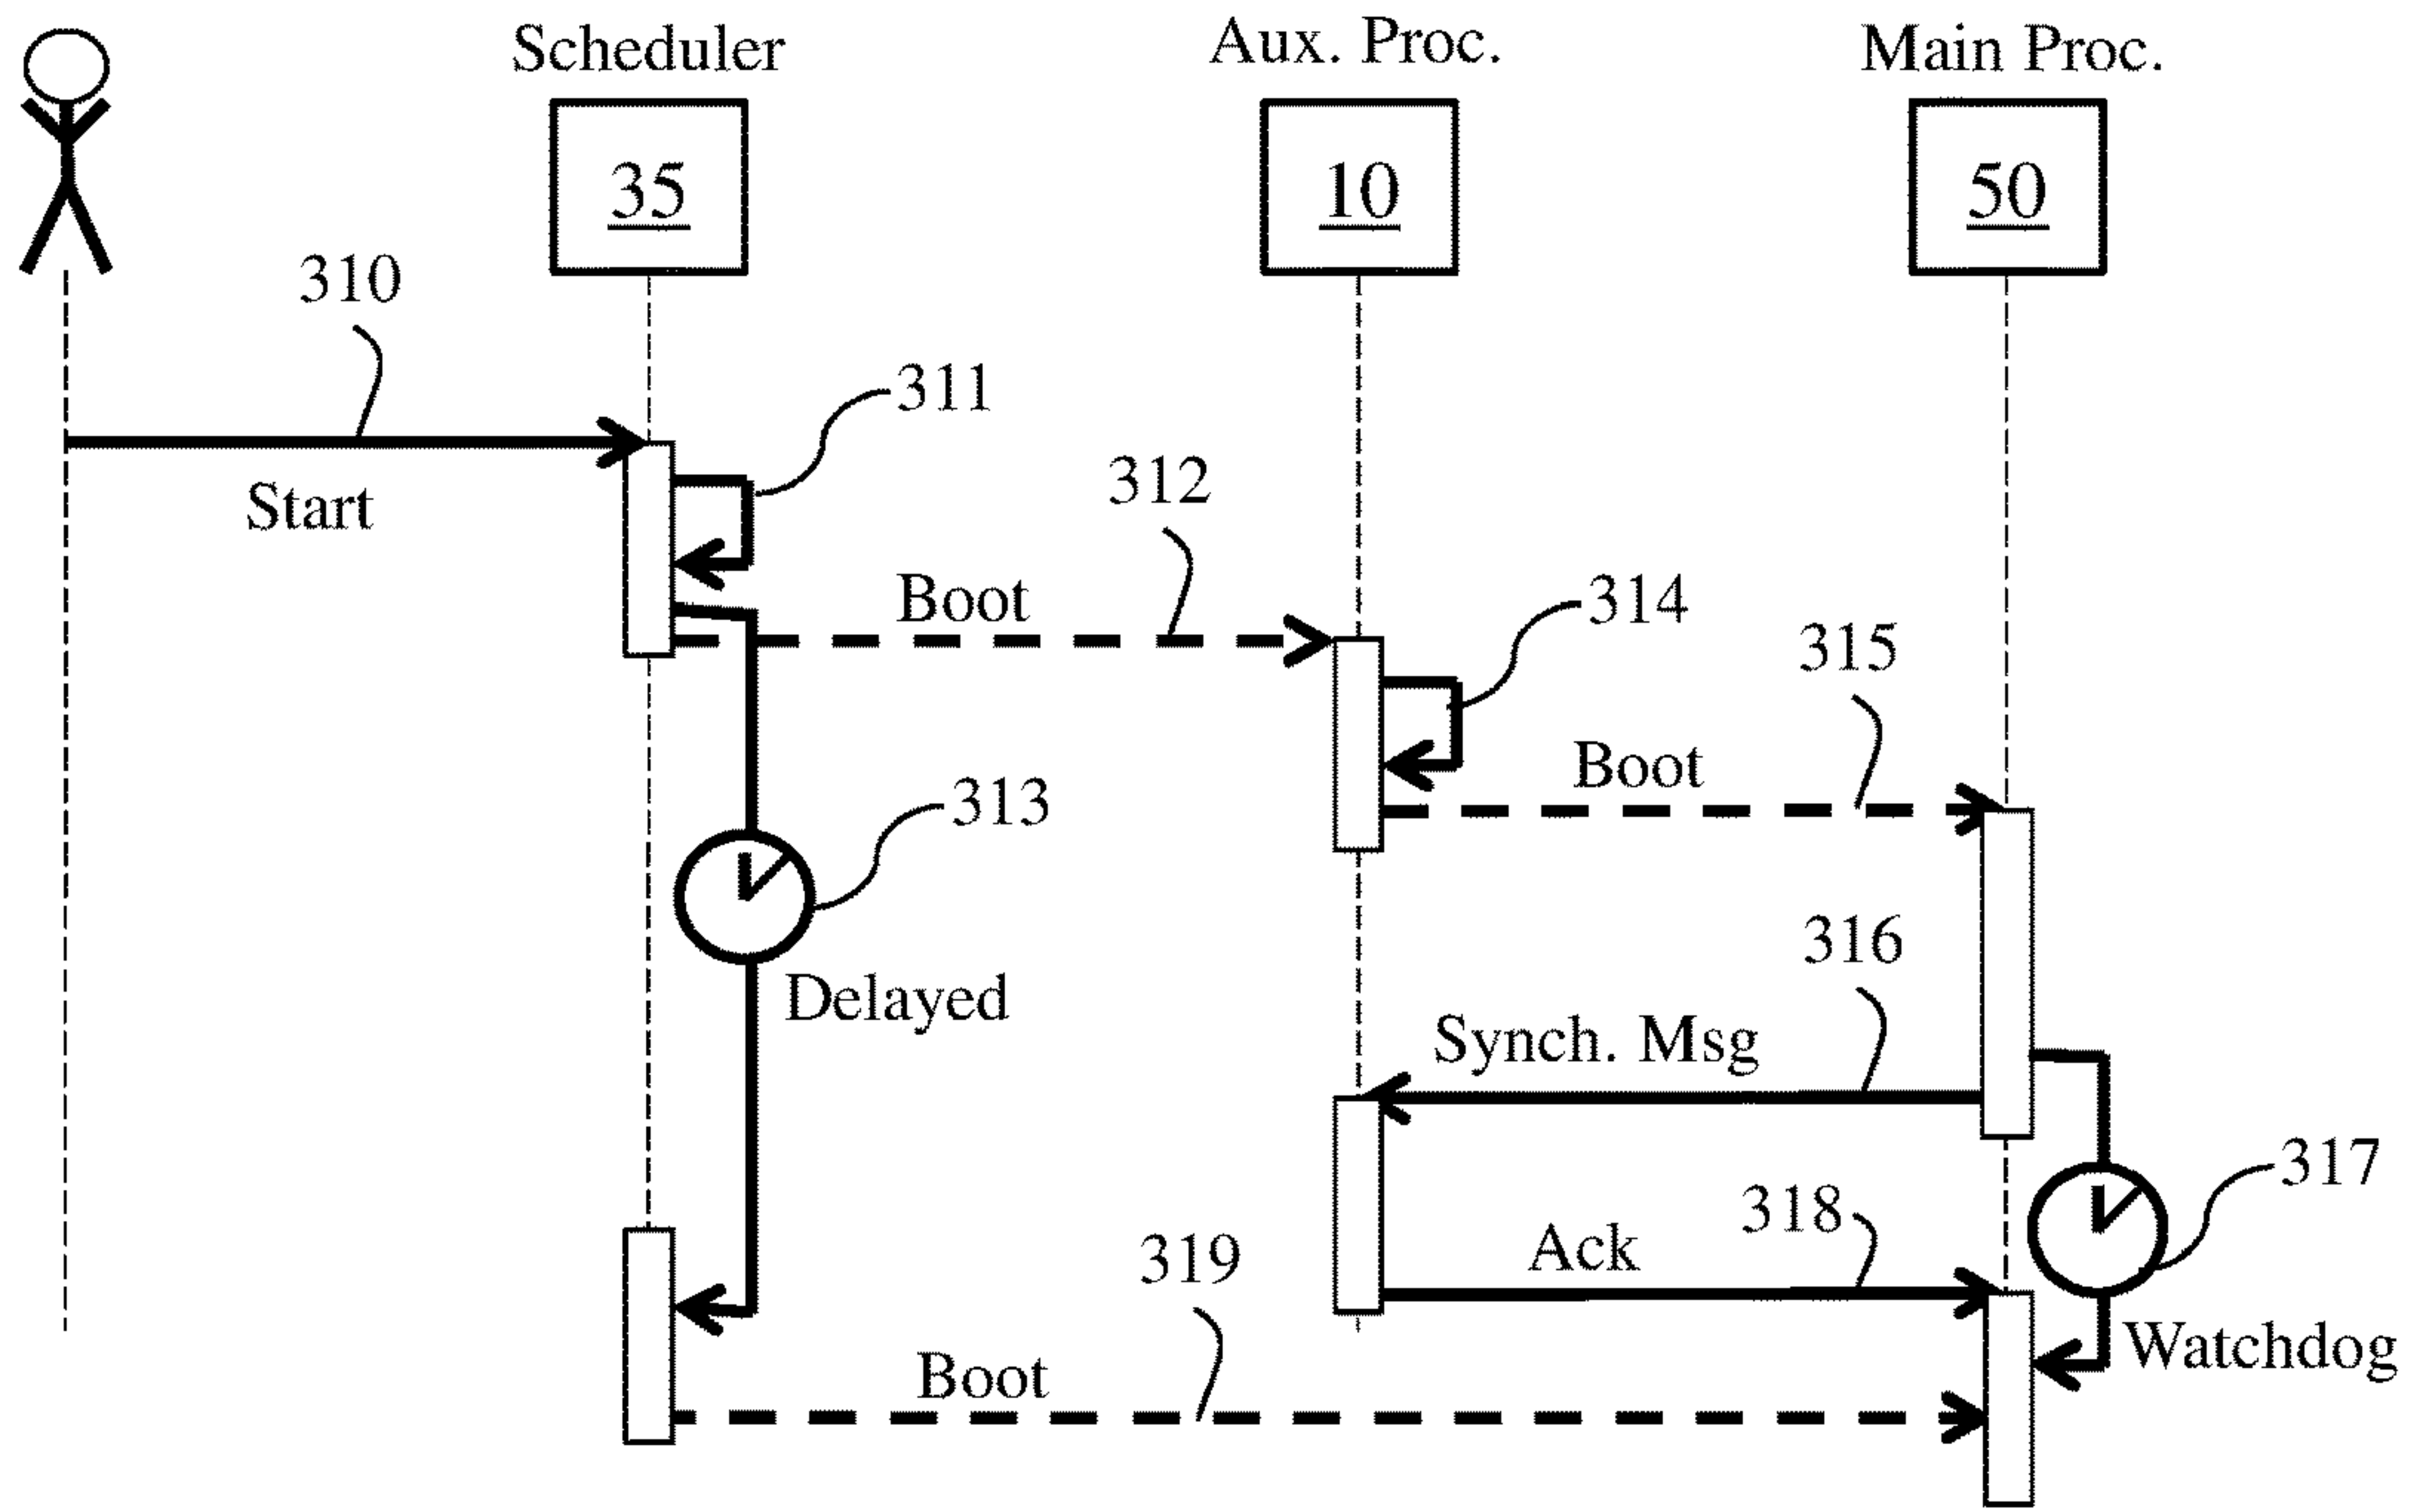 Scheduler
Aux. Proc.
Main Proc.
35
10
50
310
311
Start
312
Boot
314
315
Boot
313
316
Delayed
Synch. Msg
317
318
Ack
319
Watchdog
Boot